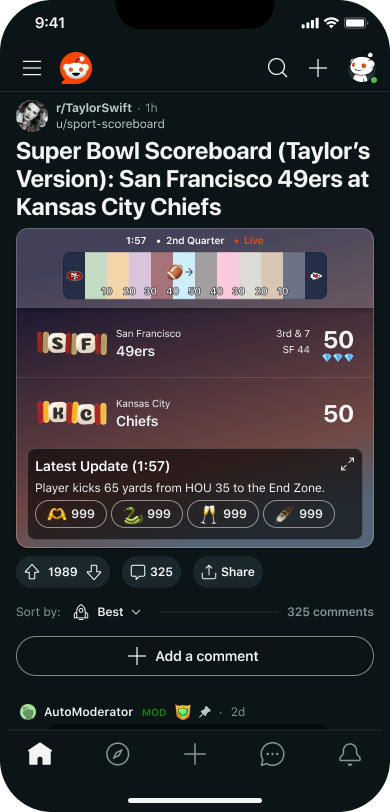 9:41
r/TaylorSwift · 1h
u/sport-scoreboard
Super Bowl Scoreboard (Taylor’s
Version): San Francisco 49ers at
Kansas City Chiefs
1:57 • 2nd Quarter • Live
10 20 30 40 50 40 30 20 10
S F
San Francisco
49ers
3rd & 7
SF 44
50
K C
Kansas City
Chiefs
50
Latest Update (1:57)
Player kicks 65 yards from HOU 35 to the End Zone.
999 999 999 999
1989 325 Share
Sort by: Best 325 comments
Add a comment
AutoModerator MOD · 2d